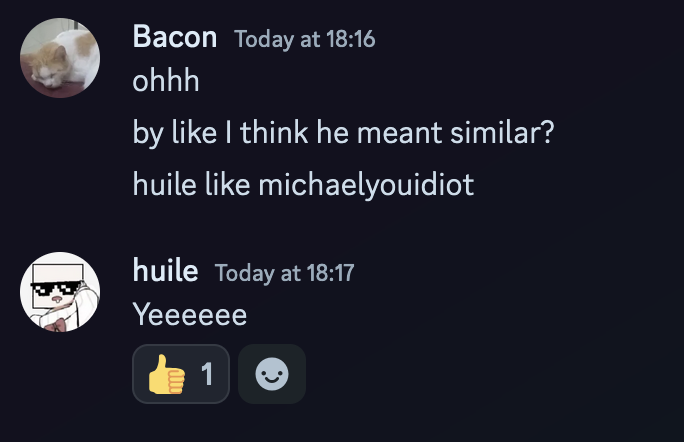 Bacon Today at 18:16
ohhh
by like I think he meant similar?
huile like michaelyouidiot
huile Today at 18:17
Yeeeeee
👍 1